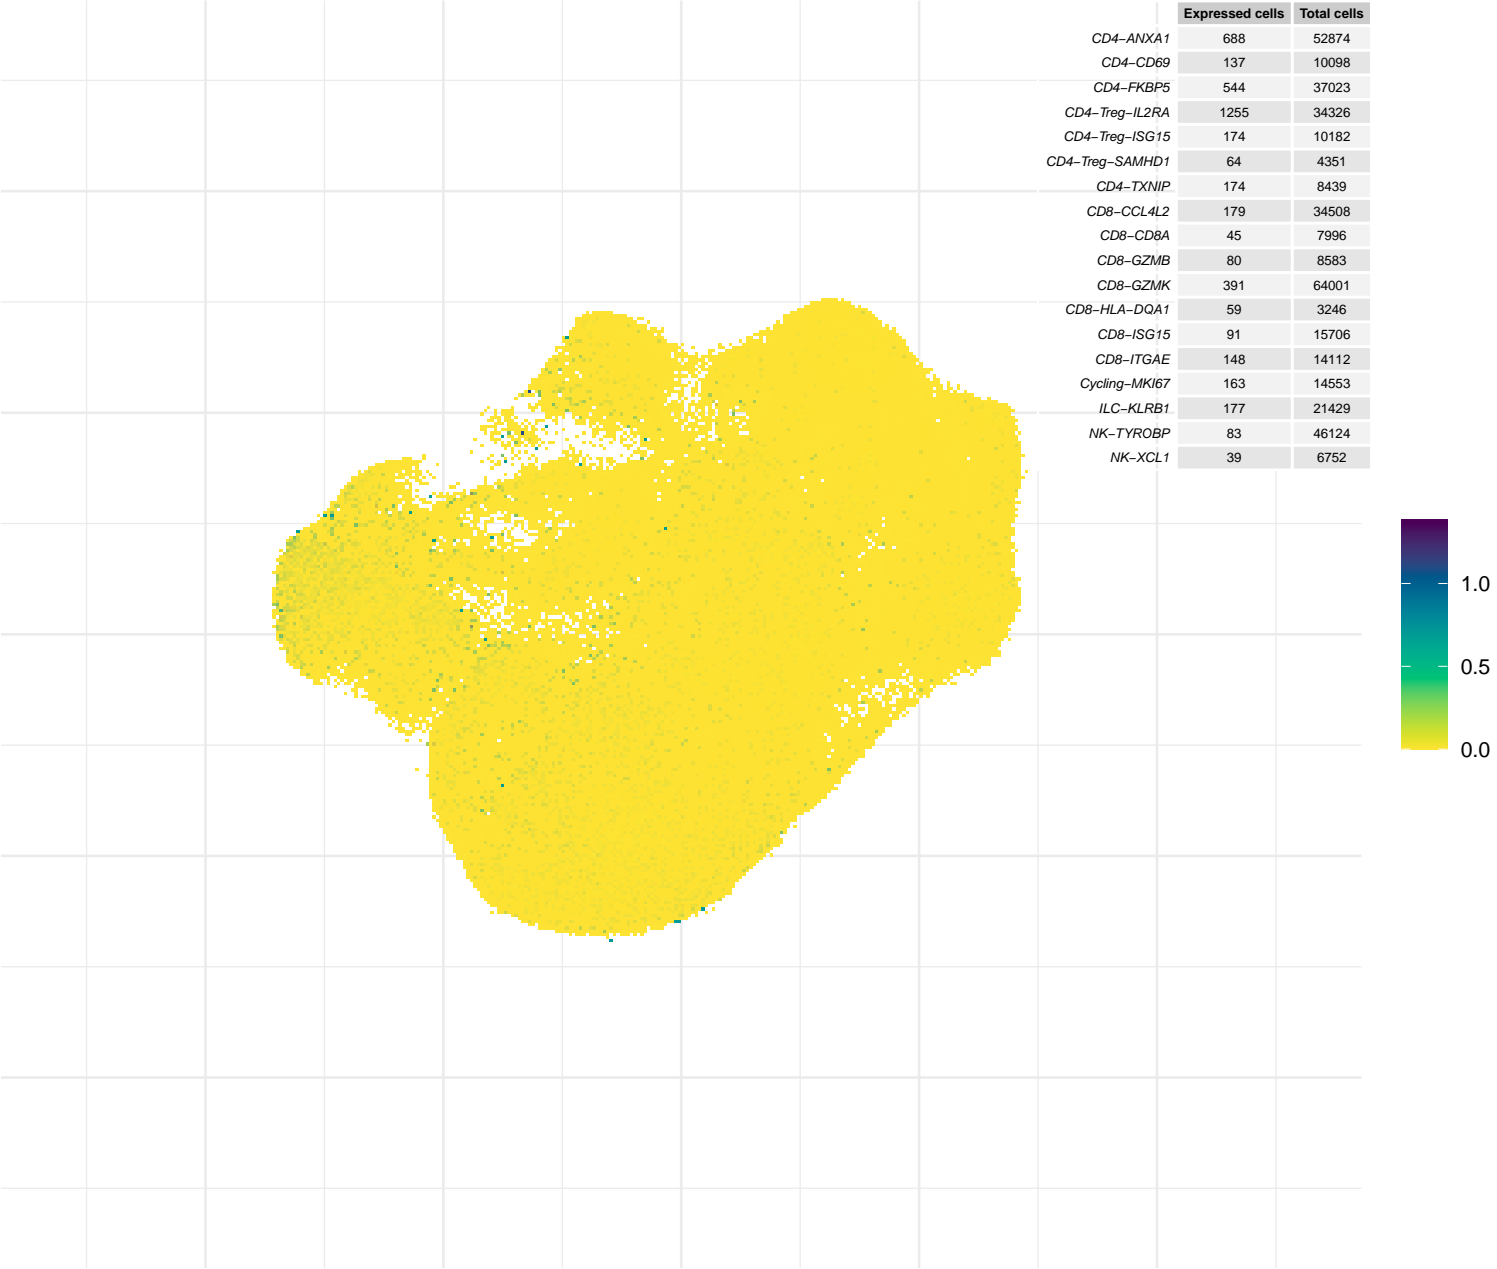 Expressed cells Total cells
CD4−ANXA1 688 52874
CD4−CD69 137 10098
CD4−FKBP5 544 37023
CD4−Treg−IL2RA 1255 34326
CD4−Treg−ISG15 174 10182
CD4−Treg−SAMHD1 64 4351
CD4−TXNIP 174 8439
CD8−CCL4L2 179 34508
CD8−CD8A 45 7996
CD8−GZMB 80 8583
CD8−GZMK 391 64001
CD8−HLA−DQA1 59 3246
CD8−ISG15 91 15706
CD8−ITGAE 148 14112
Cycling−MKI67 163 14553
ILC−KLRB1 177 21429
NK−TYROBP 83 46124
NK−XCL1 39 6752
1.0
0.5
0.0